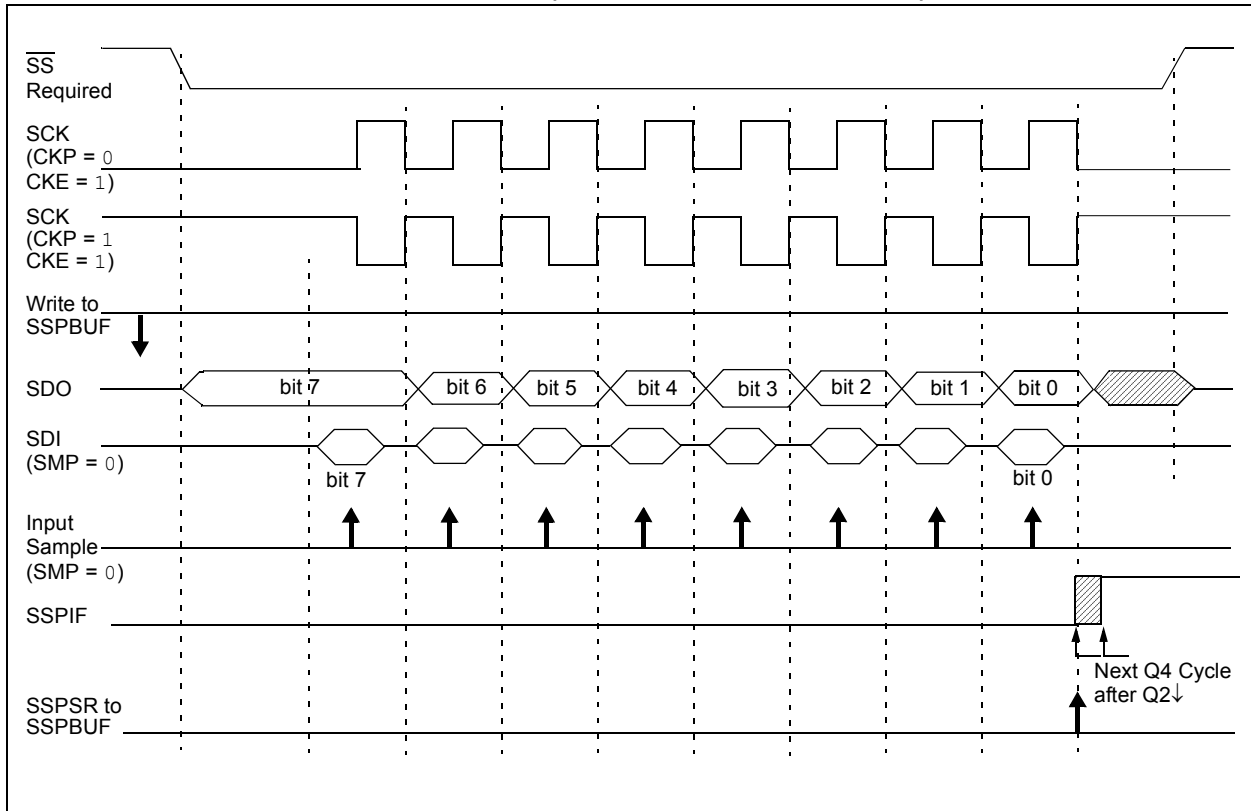 SS
Required
SCK
(CKP = 0
CKE = 1)
SCK
(CKP = 1
CKE = 1)
Write to
SSPBUF
SDO
bit 7 bit 6 bit 5 bit 4 bit 3 bit 2 bit 1 bit 0
SDI
(SMP = 0)
bit 7 bit 0
Input
Sample
(SMP = 0)
SSPIF
Next Q4 Cycle
after Q2↓
SSPSR to
SSPBUF